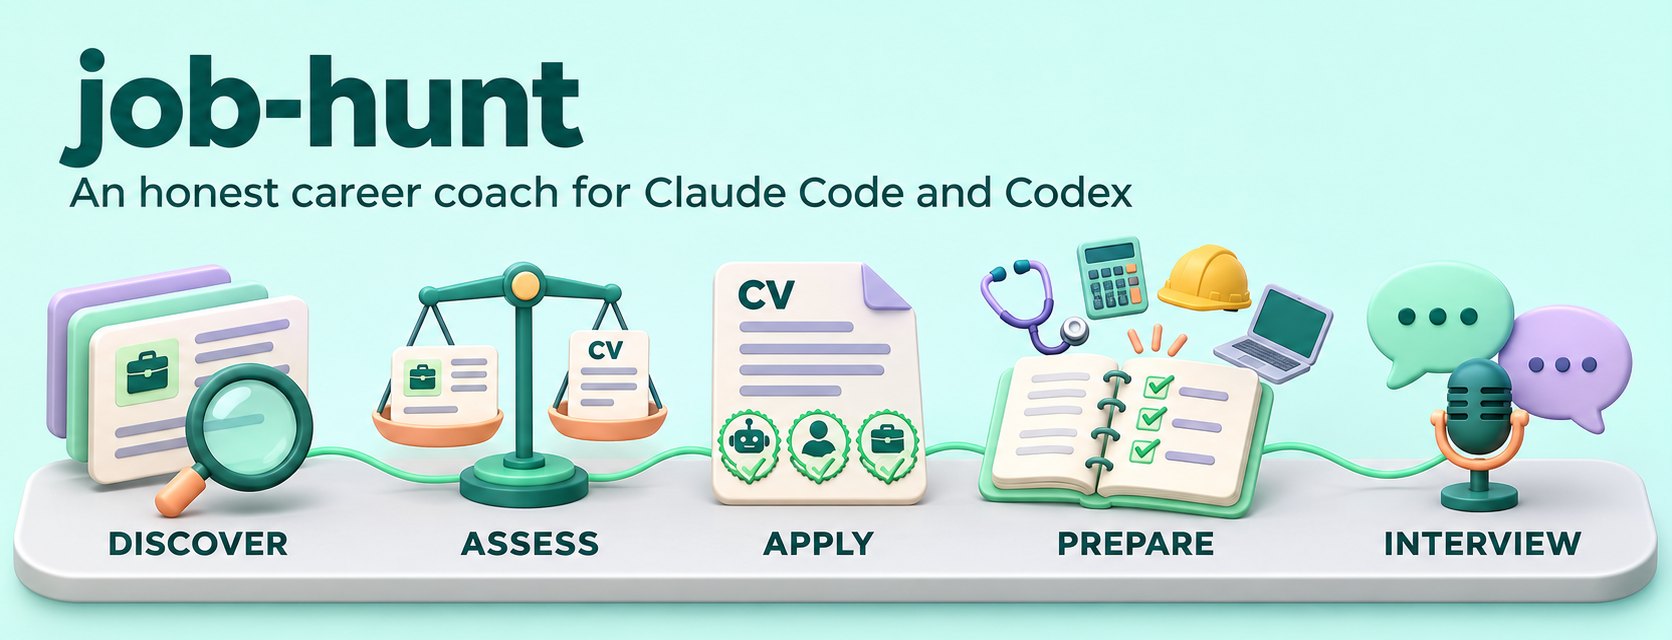 job-hunt
An honest career coach for Claude Code and Codex
CV
CV
DISCOVER
ASSESS
APPLY
PREPARE
INTERVIEW